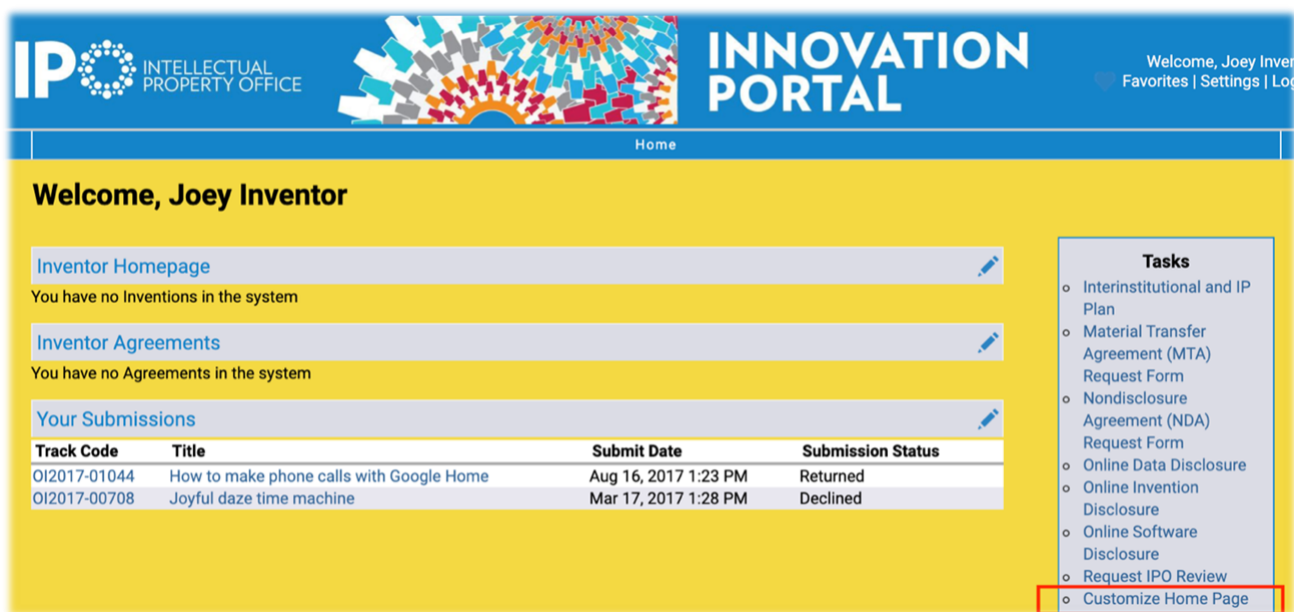 IPO INTELLECTUAL
PROPERTY OFFICE
INNOVATION
PORTAL
Welcome, Joey
Favorites | Settings |
Home
Welcome, Joey Inventor
Inventor Homepage
You have no Inventions in the system
Inventor Agreements
You have no Agreements in the system
Your Submissions
Track Code Title Submit Date Submission Status
OI2017-01044 How to make phone calls with Google Home Aug 16, 2017 1:23 PM Returned
OI2017-00708 Joyful daze time machine Mar 17, 2017 1:28 PM Declined
Tasks
Interinstitutional and IP
Plan
Material Transfer
Agreement (MTA)
Request Form
Nondisclosure
Agreement (NDA)
Request Form
Online Data Disclosure
Online Invention
Disclosure
Online Software
Disclosure
Request IPO Review
Customize Home Page